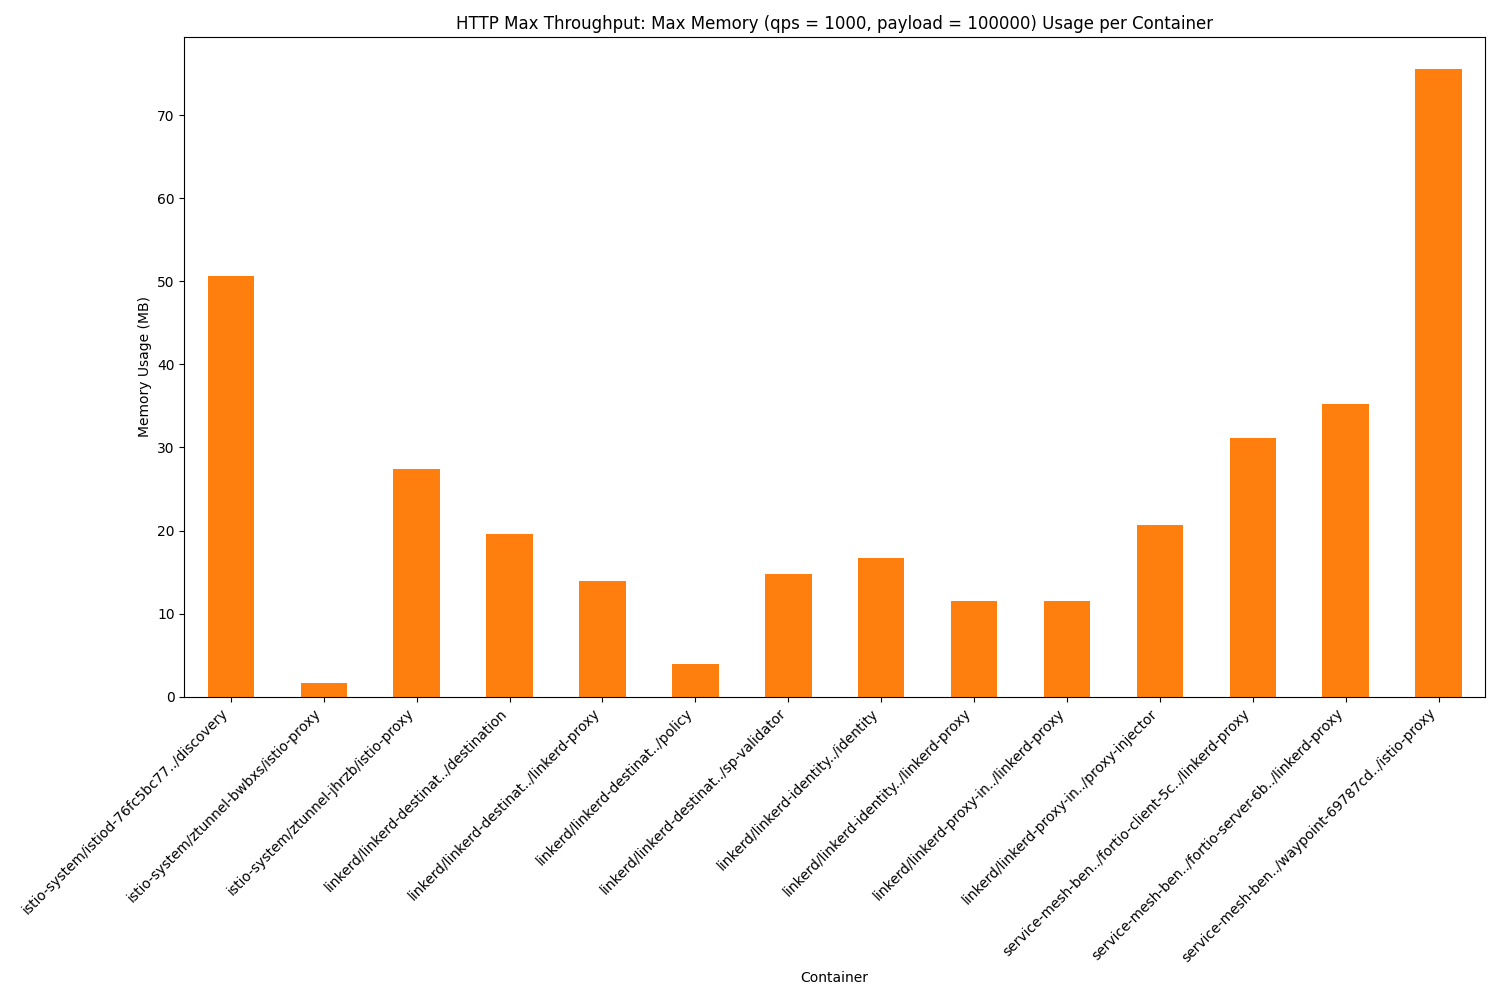 HTTP Max Throughput: Max Memory (qps = 1000, payload = 100000) Usage per Container
Memory Usage (MB)
70
60
50
40
30
20
10
0
istio-system/istiod-76fc5bc77../discovery
istio-system/ztunnel-bwbxs/istio-proxy
istio-system/ztunnel-jhrzb/istio-proxy
linkerd/linkerd-destinat../destination
linkerd/linkerd-destinat../linkerd-proxy
linkerd/linkerd-destinat../policy
linkerd/linkerd-destinat../sp-validator
linkerd/linkerd-identity../identity
linkerd/linkerd-identity../linkerd-proxy
linkerd/linkerd-proxy-in../linkerd-proxy
linkerd/linkerd-proxy-in../proxy-injector
service-mesh-ben../fortio-client-5c../linkerd-proxy
service-mesh-ben../fortio-server-6b../linkerd-proxy
service-mesh-ben../waypoint-69787cd../istio-proxy
Container